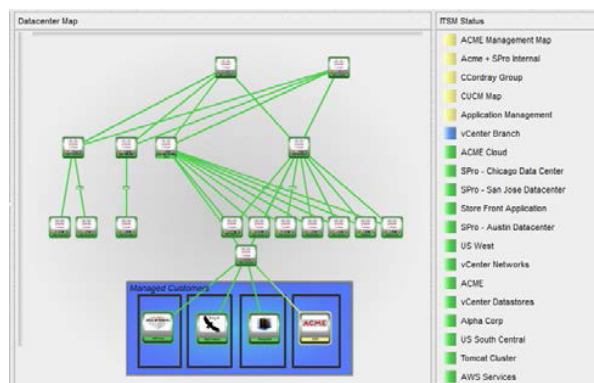 Datacenter Map
Managed Customers
ACME
ITSM Status
ACME Management Map
Acme + SPro Internal
CCordray Group
CUCM Map
Application Management
vCenter Branch
ACME Cloud
SPro - Chicago Data Center
SPro - San Jose Datacenter
Store Front Application
SPro - Austin Datacenter
US West
vCenter Networks
ACME
vCenter Datastores
Alpha Corp
US South Central
Tomcat Cluster
AWS Services